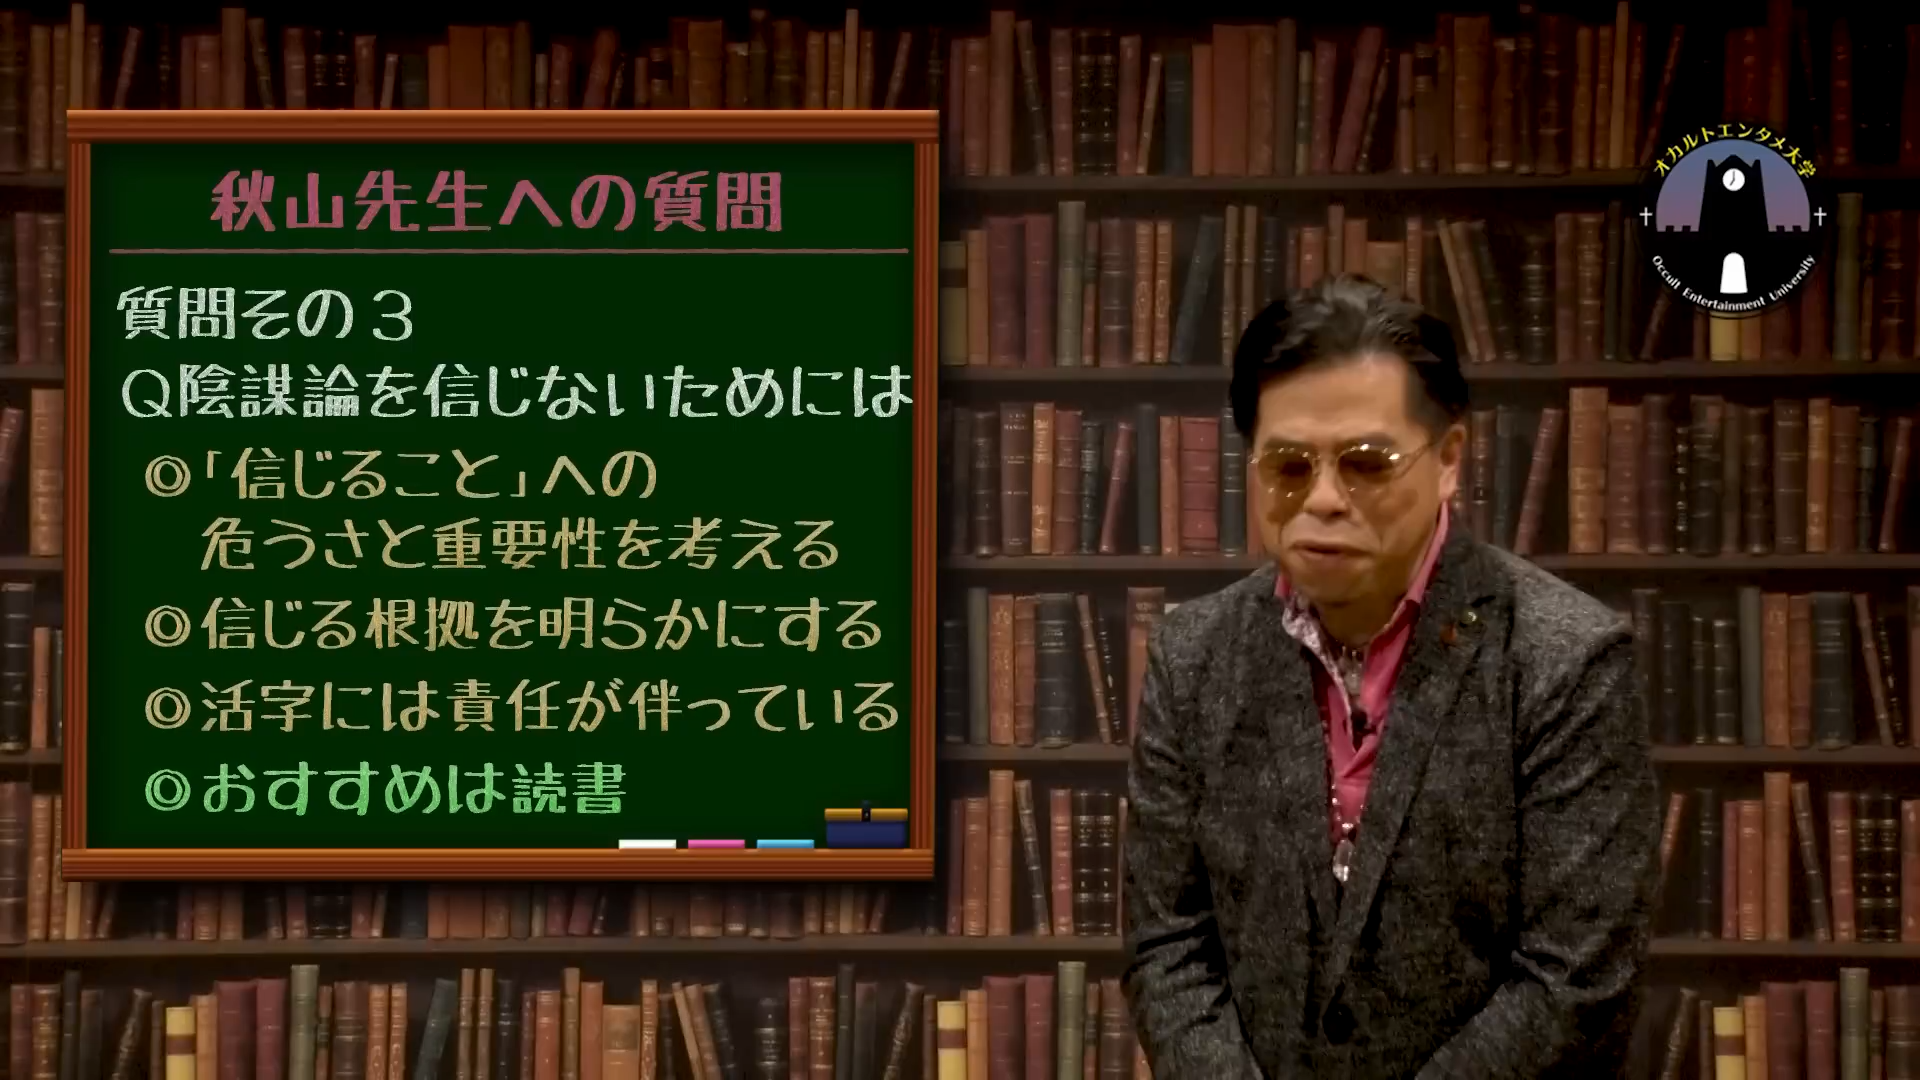 秋山先生への質問
質問その３
Q陰謀論を信じないためには
◎「信じること」への
危うさと重要性を考える
◎信じる根拠を明らかにする
◎活字には責任が伴っている
◎おすすめは読書
オカルトエンタメ大学
Occult Entertainment University